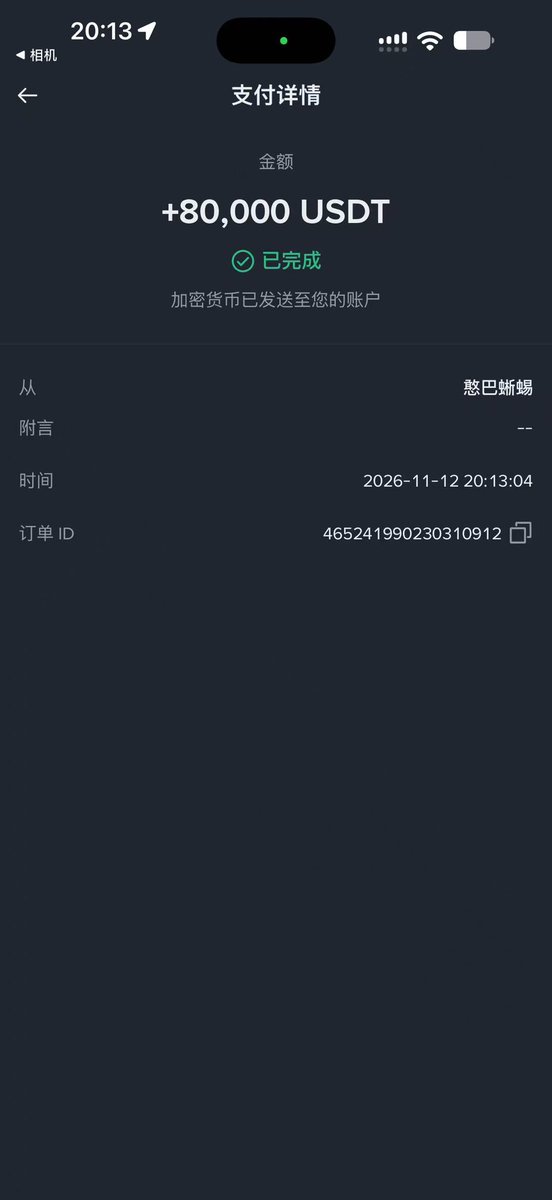 20:13
◀ 相机
支付详情
金额
+80,000 USDT
已完成
加密货币已发送至您的账户
从 憨巴蜥蜴
附言 --
时间 2026-11-12 20:13:04
订单 ID 465241990230310912